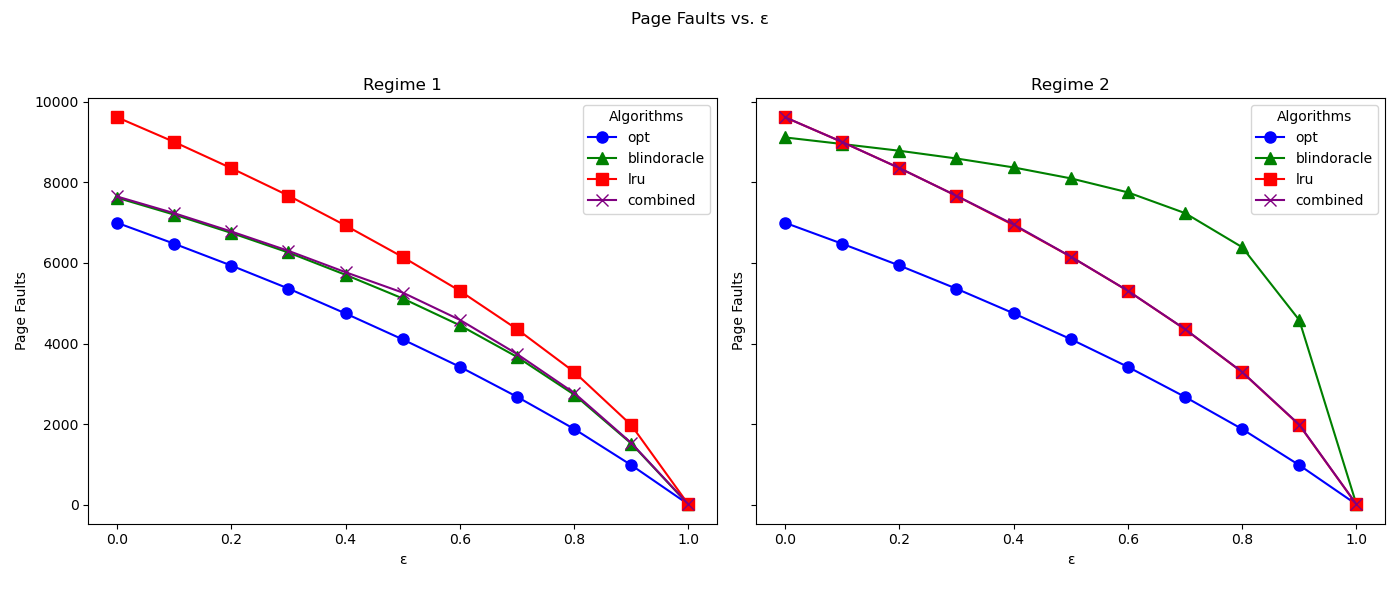 Page Faults vs. ε
Regime 1
Page Faults
10000
8000
6000
4000
2000
0
0.0 0.2 0.4 0.6 0.8 1.0
ε
Algorithms
opt
blindoracle
lru
combined
Regime 2
Page Faults
0.0 0.2 0.4 0.6 0.8 1.0
ε
Algorithms
opt
blindoracle
lru
combined